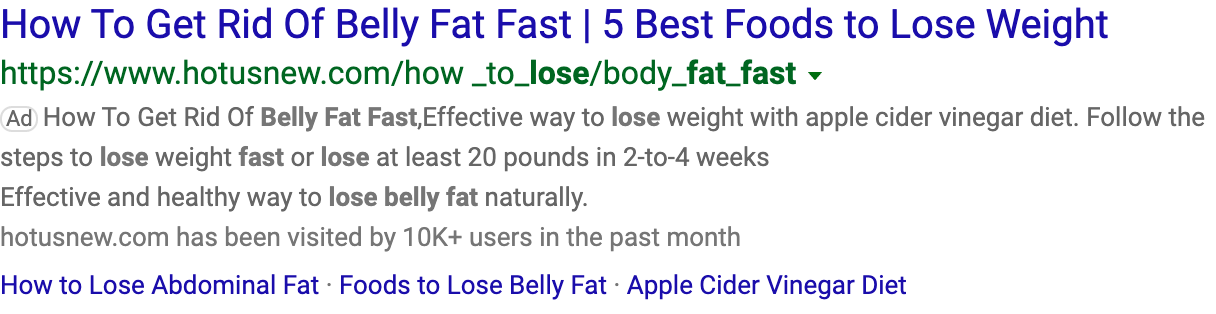 How To Get Rid Of Belly Fat Fast | 5 Best Foods to Lose Weight
https://www.hotusnew.com/how _to_lose/body_fat_fast
Ad How To Get Rid Of Belly Fat Fast,Effective way to lose weight with apple cider vinegar diet. Follow the
steps to lose weight fast or lose at least 20 pounds in 2-to-4 weeks
Effective and healthy way to lose belly fat naturally.
hotusnew.com has been visited by 10K+ users in the past month
How to Lose Abdominal Fat · Foods to Lose Belly Fat · Apple Cider Vinegar Diet